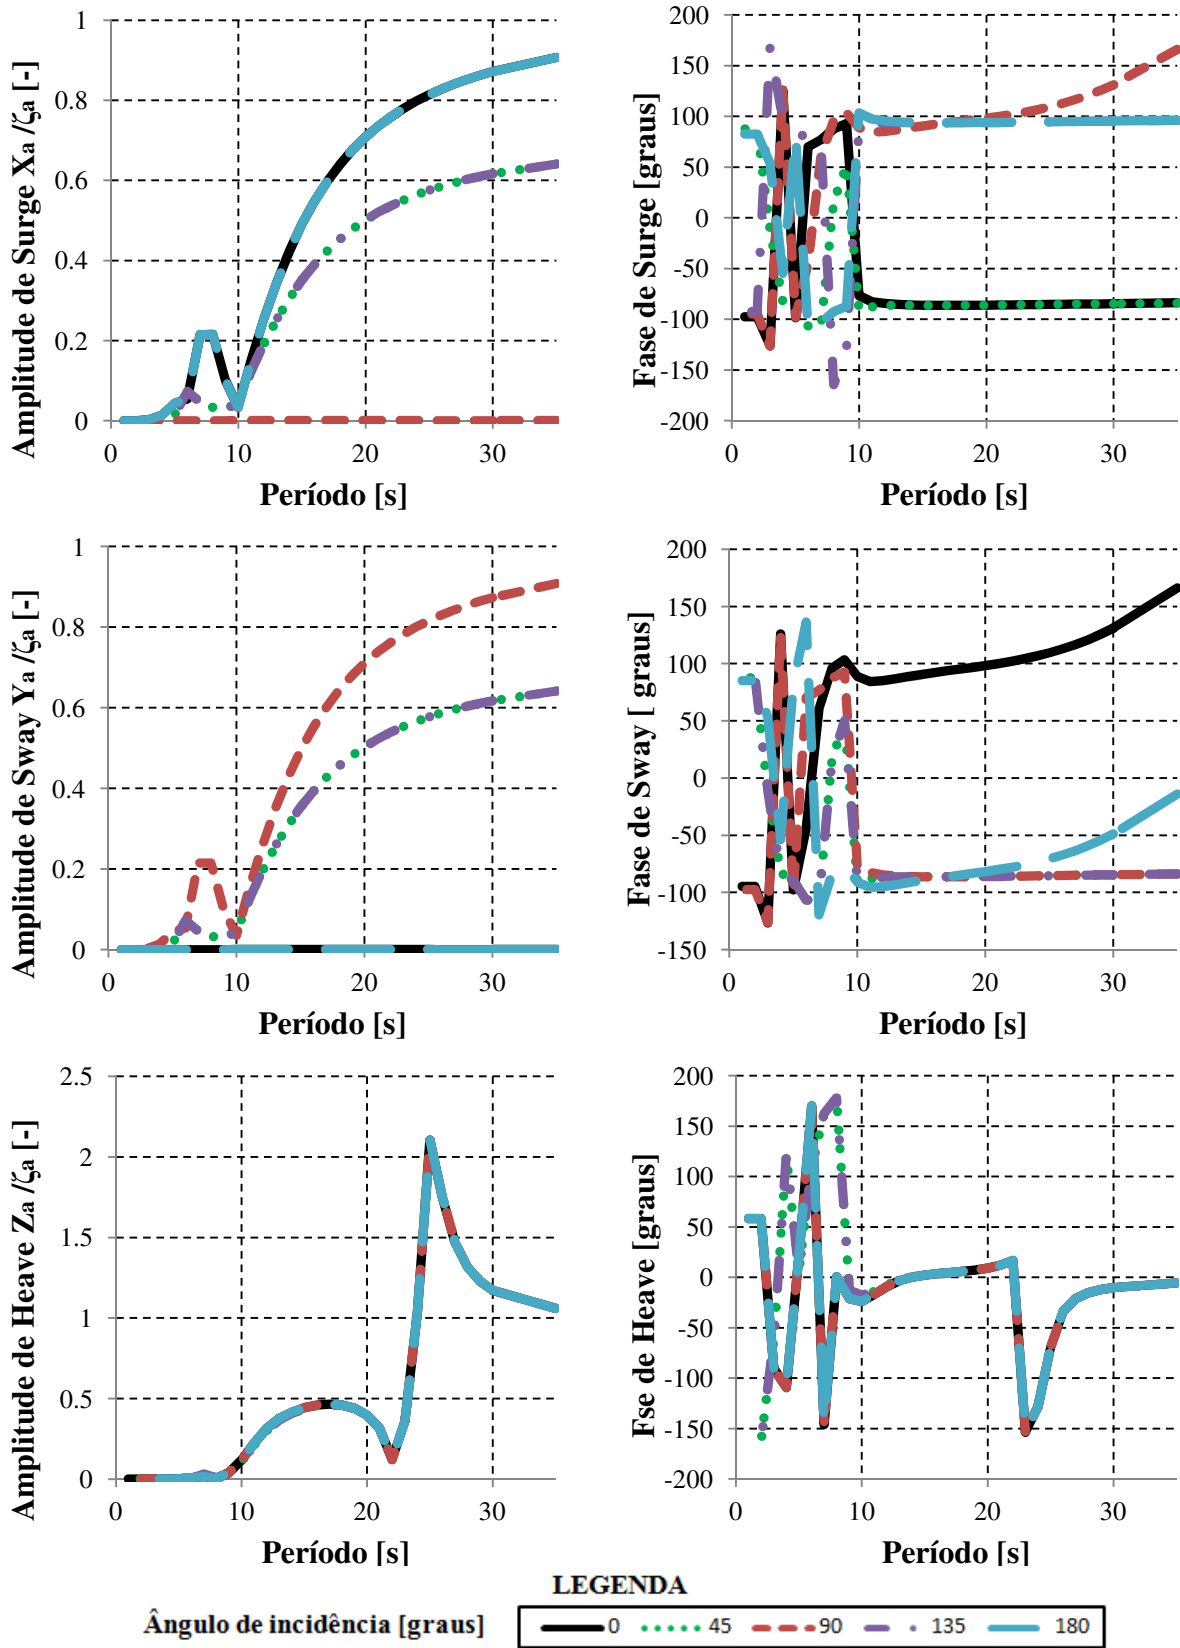 Amplitude de Surge Xa /ζa [-]
1
0.8
0.6
0.4
0.2
0
0 10 20 30
Período [s]
Fase de Surge [graus]
200
150
100
50
0
-50
-100
-150
-200
0 10 20 30
Período [s]
Amplitude de Sway Ya /ζa [-]
1
0.8
0.6
0.4
0.2
0
0 10 20 30
Período [s]
Fase de Sway [ graus]
200
150
100
50
0
-50
-100
-150
0 10 20 30
Período [s]
Amplitude de Heave Za /ζa [-]
2.5
2
1.5
1
0.5
0
0 10 20 30
Período [s]
Fse de Heave [graus]
200
150
100
50
0
-50
-100
-150
-200
0 10 20 30
Período [s]
LEGENDA
Ângulo de incidência [graus] 0 45 90 135 180